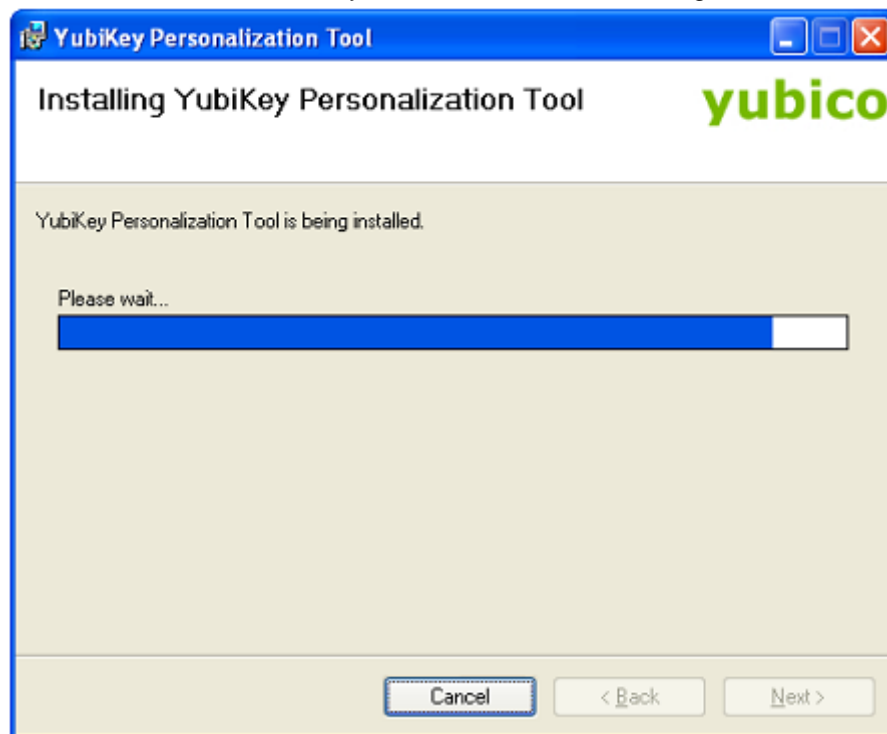 YubiKey Personalization Tool
Installing YubiKey Personalization Tool
yubico
YubiKey Personalization Tool is being installed.
Please wait...
Cancel
< Back
Next >